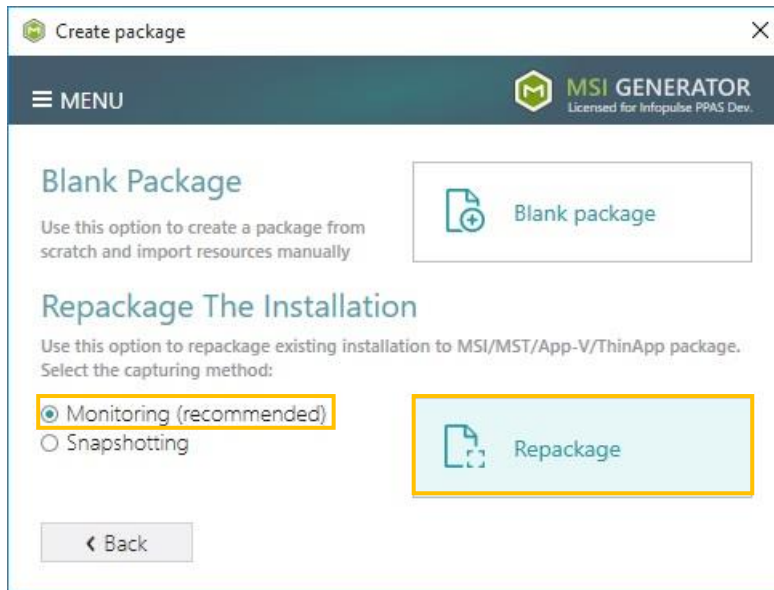 Create package
MENU
MSI GENERATOR
Licensed for Infopulse PPAS Dev.
Blank Package
Use this option to create a package from
scratch and import resources manually
Blank package
Repackage The Installation
Use this option to repackage existing installation to MSI/MST/App-V/ThinApp package.
Select the capturing method:
Monitoring (recommended)
Snapshotting
Repackage
Back